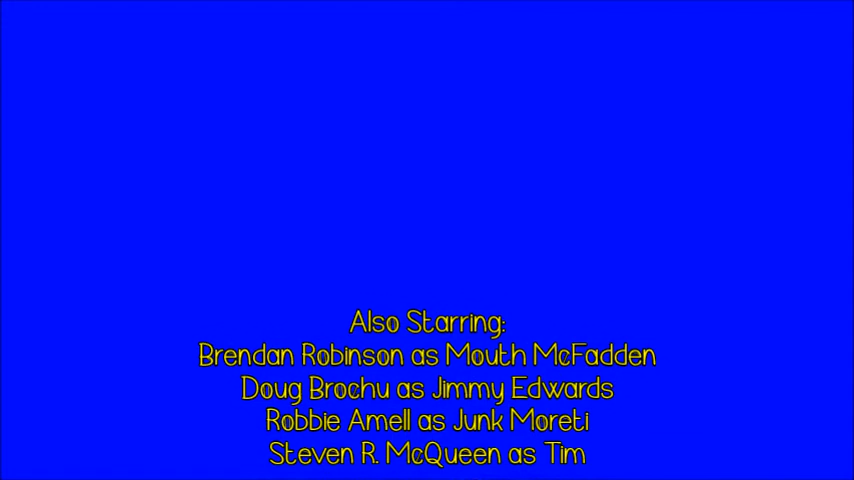 Also Starring:
Brendan Robinson as Mouth McFadden
Doug Brochu as Jimmy Edwards
Robbie Amell as Junk Moreti
Steven R. McQueen as Tim